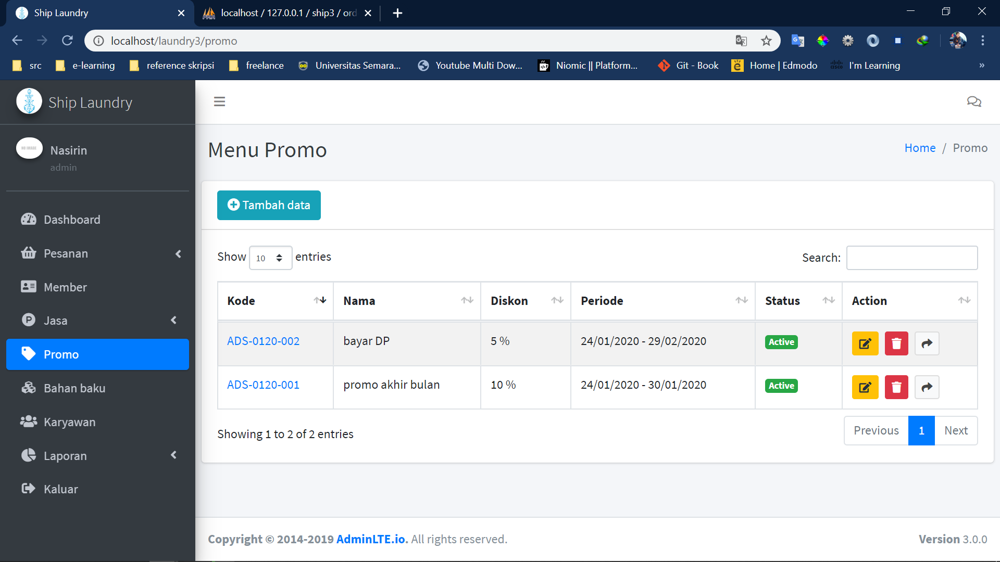 Ship Laundry
localhost / 127.0.0.1 / ship3 / ord
localhost/laundry3/promo
src e-learning reference skripsi freelance Universitas Semara... Youtube Multi Dow... Niomic || Platform... Git - Book Home | Edmodo I'm Learning »
Ship Laundry
NO IMAGE
Nasirin
admin
Dashboard
Pesanan
Member
Jasa
Promo
Bahan baku
Karyawan
Laporan
Kaluar
Menu Promo
Home / Promo
Tambah data
Show 10 entries
Search:
Kode Nama Diskon Periode Status Action
ADS-0120-002 bayar DP 5 % 24/01/2020 - 29/02/2020 Active
ADS-0120-001 promo akhir bulan 10 % 24/01/2020 - 30/01/2020 Active
Showing 1 to 2 of 2 entries
Previous 1 Next
Copyright © 2014-2019 AdminLTE.io. All rights reserved.
Version 3.0.0